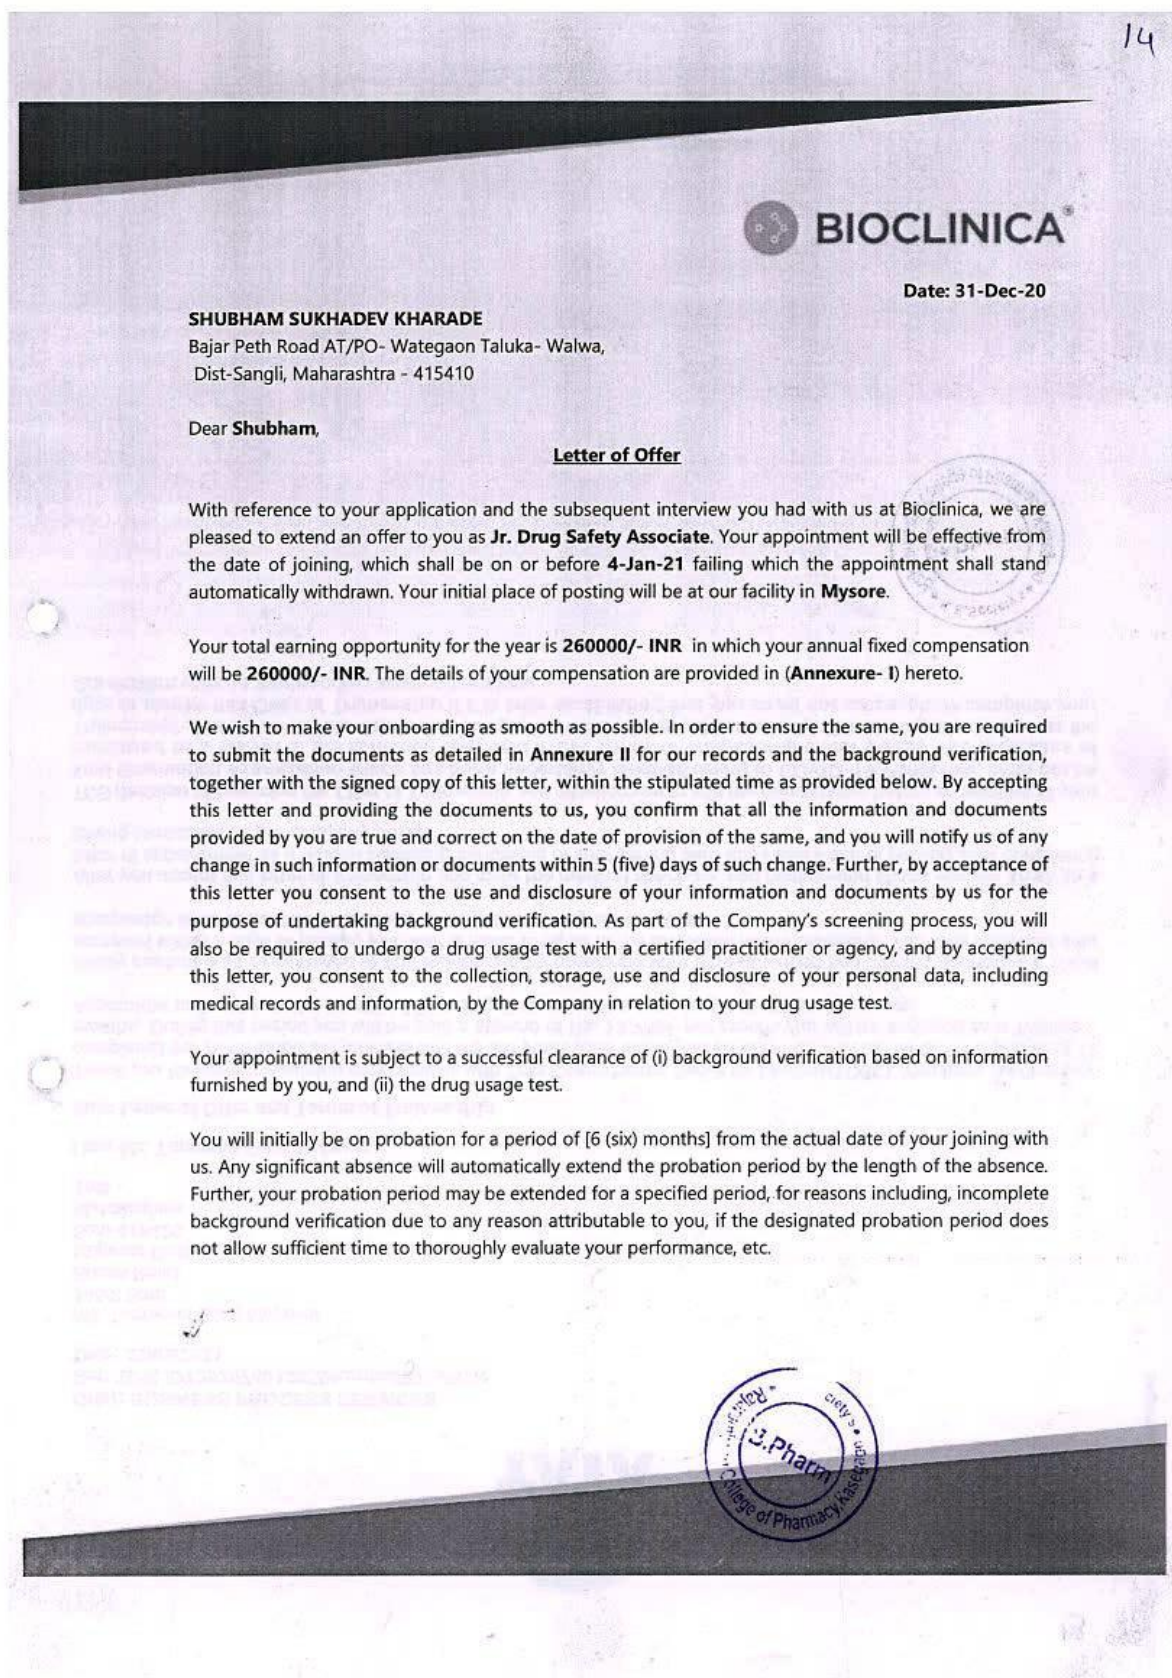 14
BIOCLINICA®
Date: 31-Dec-20
SHUBHAM SUKHADEV KHARADE
Bajar Peth Road AT/PO- Wategaon Taluka- Walwa,
Dist-Sangli, Maharashtra - 415410
Dear Shubham,
Letter of Offer
With reference to your application and the subsequent interview you had with us at Bioclinica, we are
pleased to extend an offer to you as Jr. Drug Safety Associate. Your appointment will be effective from
the date of joining, which shall be on or before 4-Jan-21 failing which the appointment shall stand
automatically withdrawn. Your initial place of posting will be at our facility in Mysore.
Your total earning opportunity for the year is 260000/- INR in which your annual fixed compensation
will be 260000/- INR. The details of your compensation are provided in (Annexure- I) hereto.
We wish to make your onboarding as smooth as possible. In order to ensure the same, you are required
to submit the documents as detailed in Annexure II for our records and the background verification,
together with the signed copy of this letter, within the stipulated time as provided below. By accepting
this letter and providing the documents to us, you confirm that all the information and documents
provided by you are true and correct on the date of provision of the same, and you will notify us of any
change in such information or documents within 5 (five) days of such change. Further, by acceptance of
this letter you consent to the use and disclosure of your information and documents by us for the
purpose of undertaking background verification. As part of the Company's screening process, you will
also be required to undergo a drug usage test with a certified practitioner or agency, and by accepting
this letter, you consent to the collection, storage, use and disclosure of your personal data, including
medical records and information, by the Company in relation to your drug usage test.
Your appointment is subject to a successful clearance of (i) background verification based on information
furnished by you, and (ii) the drug usage test.
You will initially be on probation for a period of [6 (six) months] from the actual date of your joining with
us. Any significant absence will automatically extend the probation period by the length of the absence.
Further, your probation period may be extended for a specified period, for reasons including, incomplete
background verification due to any reason attributable to you, if the designated probation period does
not allow sufficient time to thoroughly evaluate your performance, etc.
B.Pharm
College of Pharmacy, Kasegaon